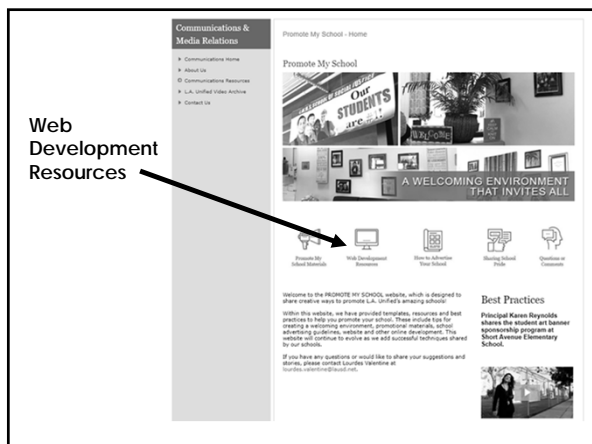 Communications &
Media Relations
Communications Home
About Us
Communications Resources
L.A. Unified Video Archive
Contact Us
Web
Development
Resources
Promote My School - Home
Promote My School
Our
STUDENTS
WELCOME
A WELCOMING ENVIRONMENT
THAT INVITES ALL
Promote My
School Materials
Web Development
Resources
How to Advertise
Your School
Sharing School
Pride
Questions or
Comments
Welcome to the PROMOTE MY SCHOOL website, which is designed to
share creative ways to promote L.A. Unified's amazing schools!
Within this website, we have provided templates, resources and best
practices to help you promote your school. These include tips for
creating a welcoming environment, promotional materials, school
advertising guidelines, website and other online development. This
website will continue to evolve as we add successful techniques shared
by our schools.
If you have any questions or would like to share your suggestions and
stories, please contact Lourdes Valentine at
lourdes.valentine@lausd.net.
Best Practices
Principal Karen Reynolds
shares the student art banner
sponsorship program at
Short Avenue Elementary
School.